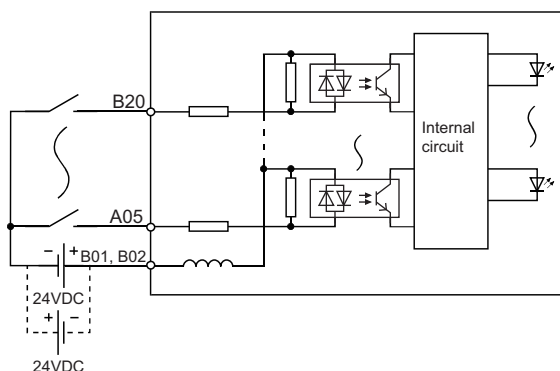 B20
Internal
circuit
A05
− + B01, B02
24VDC
+ −
24VDC